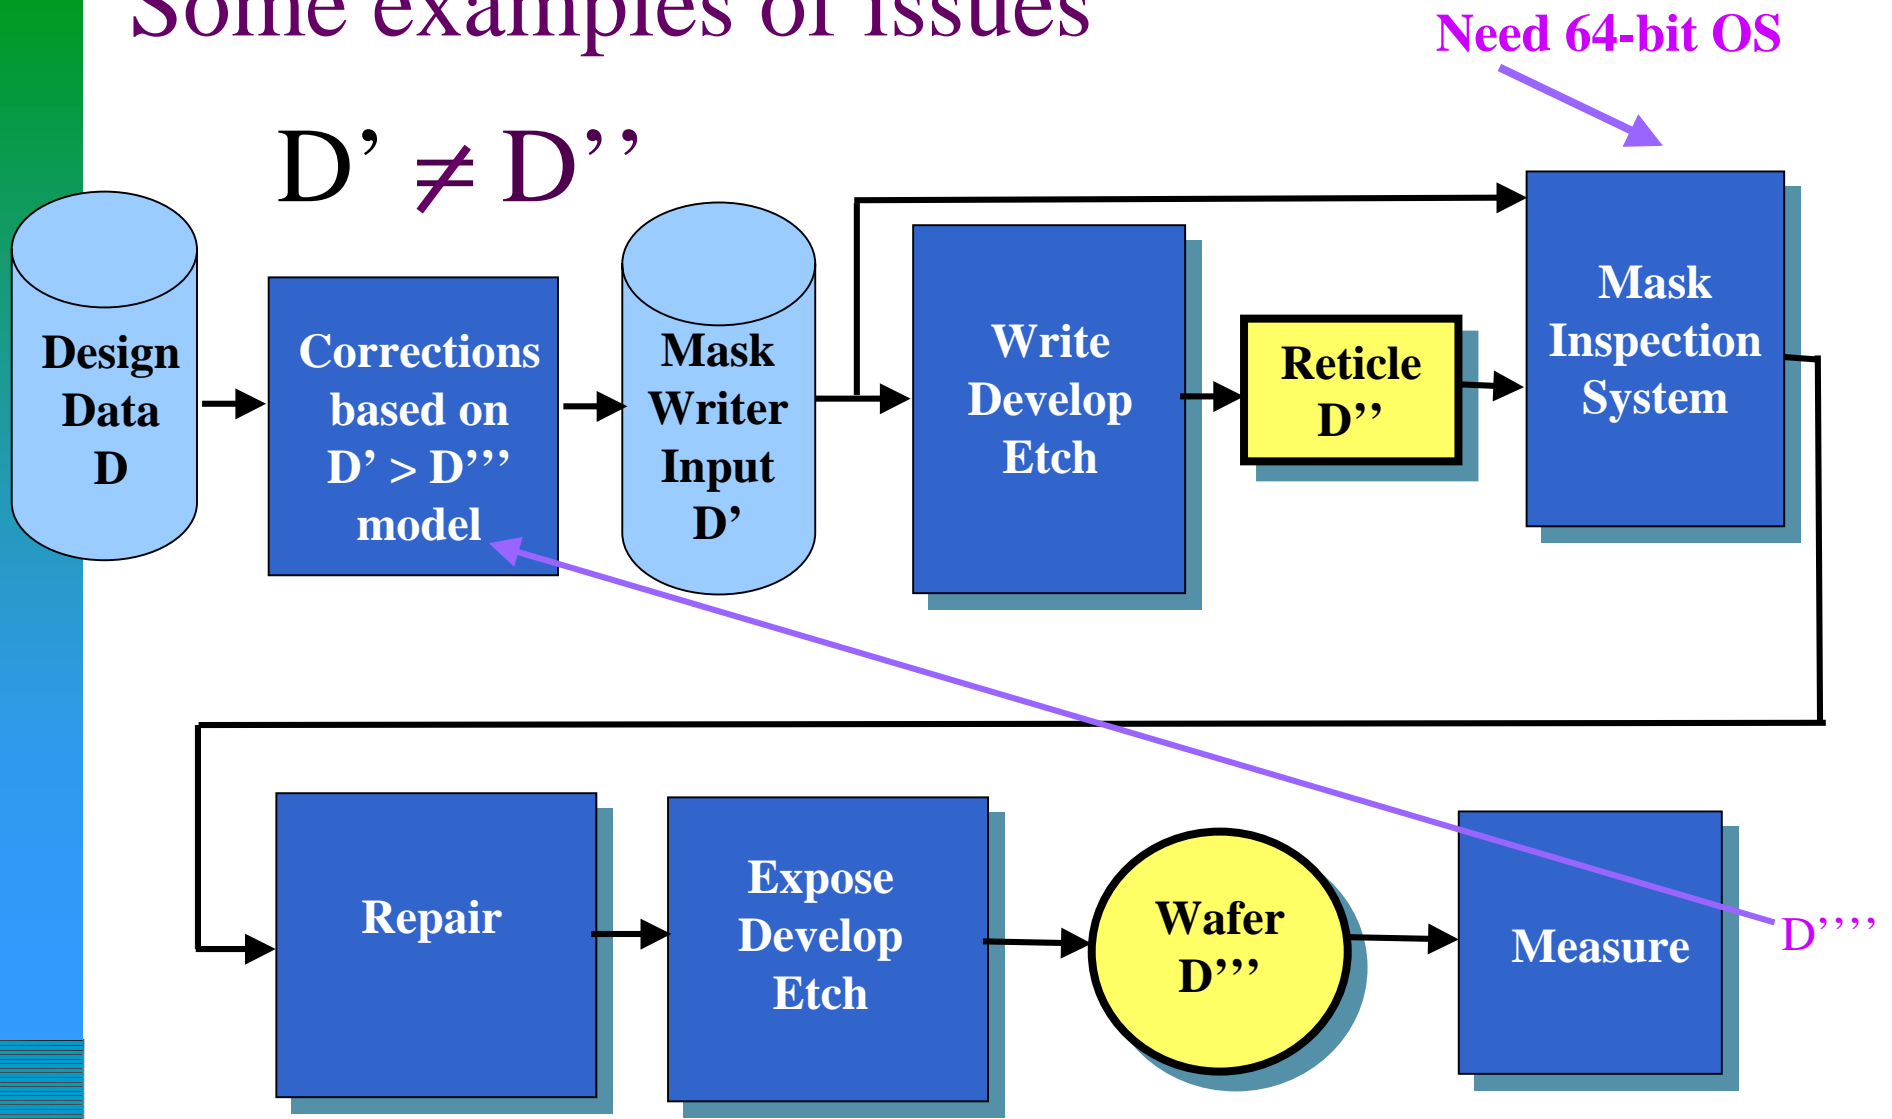 Some examples of issues
Need 64-bit OS
D’ ≠ D’’
Design
Data
D
Corrections
based on
D’ > D’’’
model
Mask
Writer
Input
D’
Write
Develop
Etch
Reticle
D’’
Mask
Inspection
System
Repair
Expose
Develop
Etch
Wafer
D’’’
Measure
D’’’’